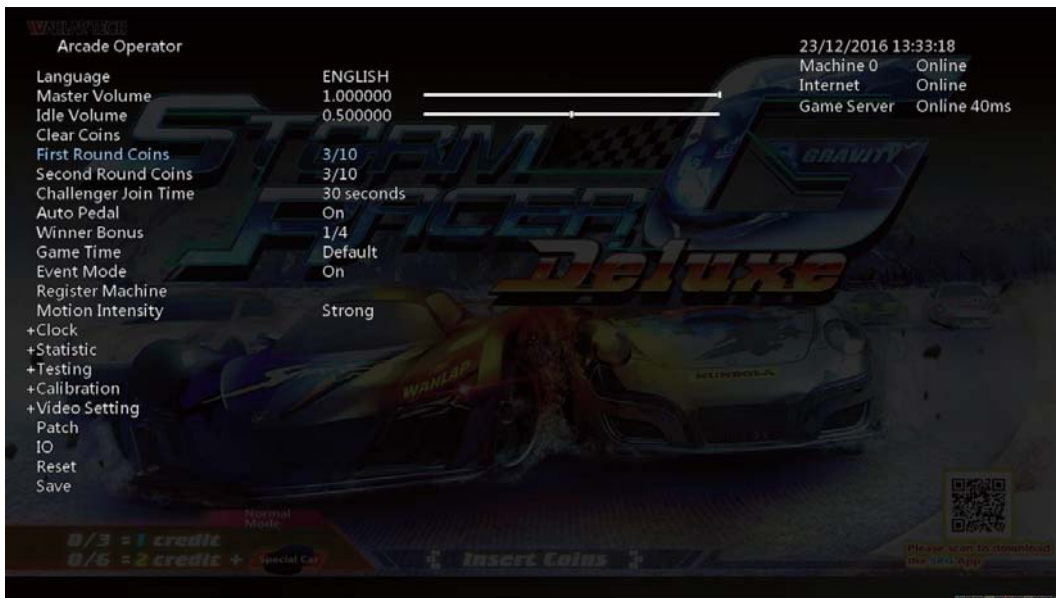 WAHLAP TECH
Arcade Operator
23/12/2016 13:33:18
Machine 0 Online
Internet Online
Game Server Online 40ms
Language ENGLISH
Master Volume 1.000000
Idle Volume 0.500000
Clear Coins
First Round Coins 3/10
Second Round Coins 3/10
Challenger Join Time 30 seconds
Auto Pedal On
Winner Bonus 1/4
Game Time Default
Event Mode On
Register Machine
Motion Intensity Strong
+Clock
+Statistic
+Testing
+Calibration
+Video Setting
Patch
IO
Reset
Save
STORM
RACER G
GRAVITY
Deluxe
WAHLAP
Normal
Mode
0/3 = 1 credit
0/6 = 2 credit + Special Car
Insert Coins
Please scan to download
the SRG App